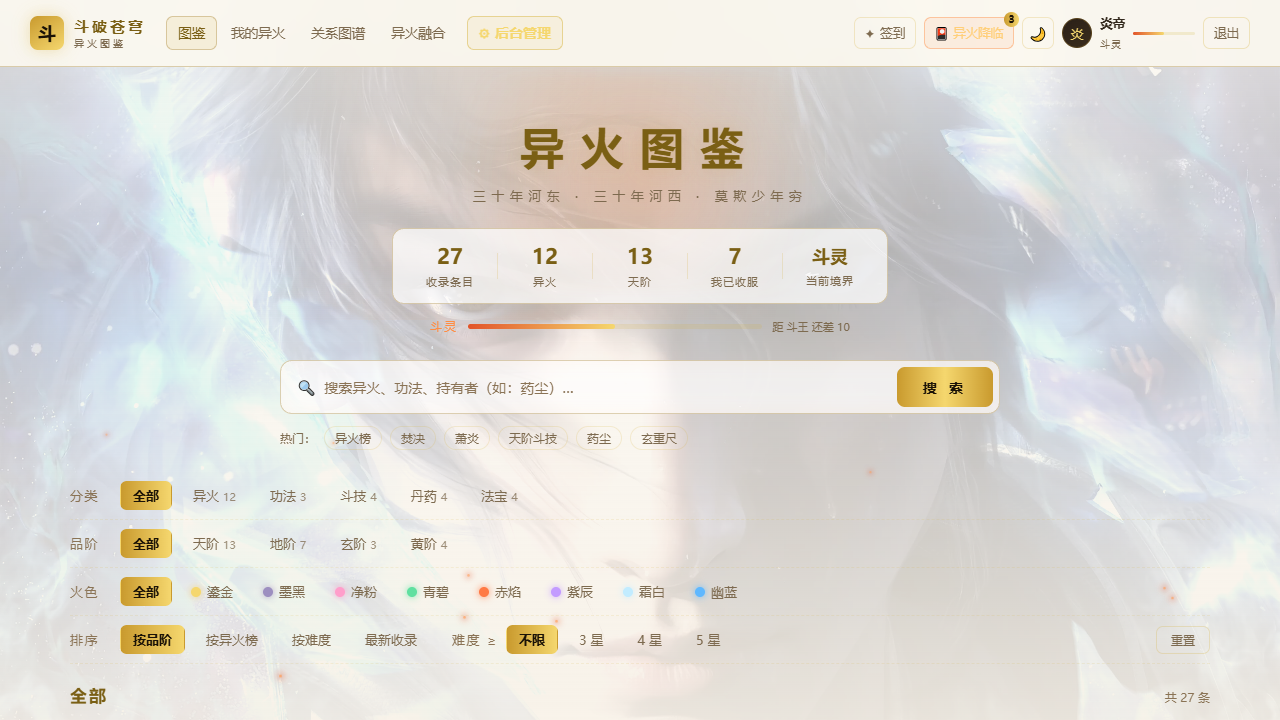 斗 斗破苍穹 异火图鉴 图鉴 我的异火 关系图谱 异火融合 ⚙ 后台管理 ✦ 签到 🎴 异火降临 3 🌙 炎 炎帝 斗灵 退出
异火图鉴
三十年河东 · 三十年河西 · 莫欺少年穷
27 12 13 7 斗灵
收录条目 异火 天阶 我已收服 当前境界
斗灵 距 斗王 还差 10
🔍 搜索异火、功法、持有者（如：药尘）... 搜 索
热门： 异火榜 焚决 萧炎 天阶斗技 药尘 玄重尺
分类 全部 异火 12 功法 3 斗技 4 丹药 4 法宝 4
品阶 全部 天阶 13 地阶 7 玄阶 3 黄阶 4
火色 全部 鎏金 墨黑 净粉 青碧 赤焰 紫辰 霜白 幽蓝
排序 按品阶 按异火榜 按难度 最新收录 难度 ≥ 不限 3 星 4 星 5 星 重置
全部 共 27 条